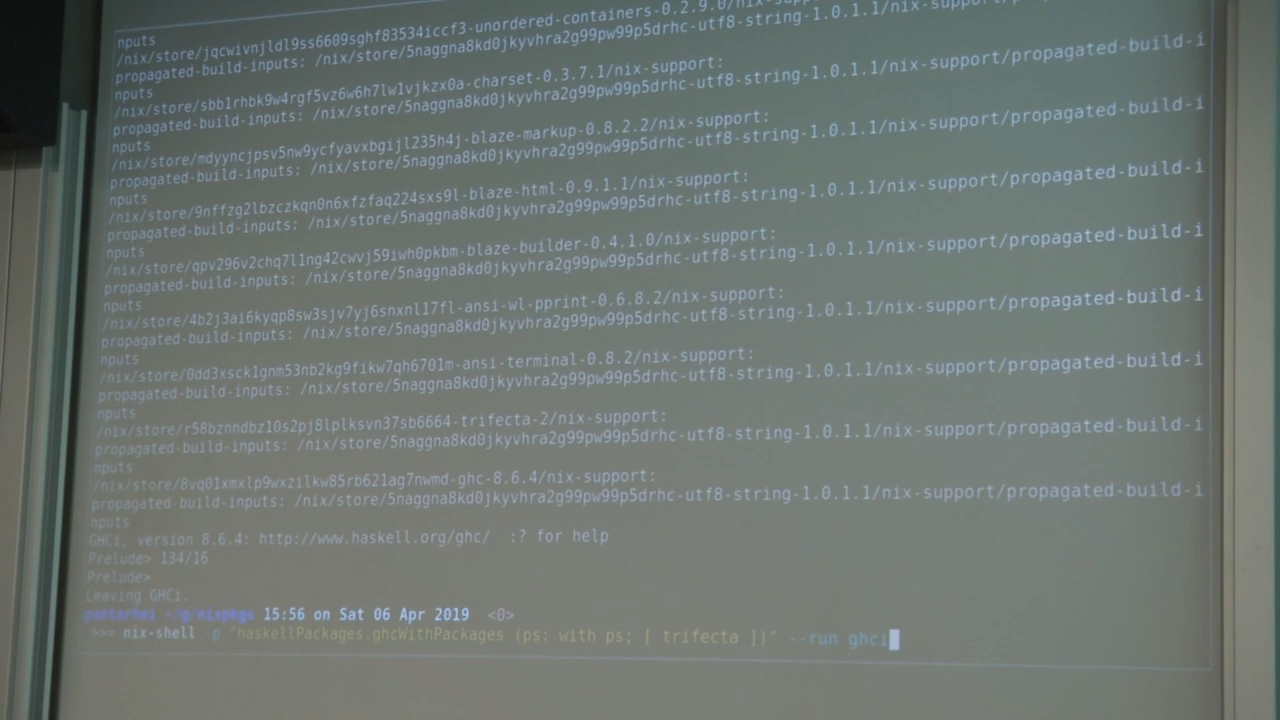 nputs
/nix/store/jqcwivnjldl9ss6609sghf83534iccf3-unordered-containers-0.2.9.0/nix-
propagated-build-inputs: /nix/store/5naggna8kd0jkyvhra2g99pw99p5drhc-utf8-string-1.0.1.1/nix-support/propagated-build-i
nputs
/nix/store/sbb1rhbk9w4rgf5vz6w6h7lw1vjkzx0a-charset-0.3.7.1/nix-support:
propagated-build-inputs: /nix/store/5naggna8kd0jkyvhra2g99pw99p5drhc-utf8-string-1.0.1.1/nix-support/propagated-build-i
nputs
/nix/store/mdyyncjpsv5nw9ycfyavxbgijl235h4j-blaze-markup-0.8.2.2/nix-support:
propagated-build-inputs: /nix/store/5naggna8kd0jkyvhra2g99pw99p5drhc-utf8-string-1.0.1.1/nix-support/propagated-build-i
nputs
/nix/store/9nffzg2lbzczkqn0n6xfzfaq224sxs9l-blaze-html-0.9.1.1/nix-support:
propagated-build-inputs: /nix/store/5naggna8kd0jkyvhra2g99pw99p5drhc-utf8-string-1.0.1.1/nix-support/propagated-build-i
nputs
/nix/store/qpv296v2chq7l1ng42cwvj59iwh0pkbm-blaze-builder-0.4.1.0/nix-support:
propagated-build-inputs: /nix/store/5naggna8kd0jkyvhra2g99pw99p5drhc-utf8-string-1.0.1.1/nix-support/propagated-build-i
nputs
/nix/store/4b2j3ai6kyqp8sw3sjv7yj6snxnl17fl-ansi-wl-pprint-0.6.8.2/nix-support:
propagated-build-inputs: /nix/store/5naggna8kd0jkyvhra2g99pw99p5drhc-utf8-string-1.0.1.1/nix-support/propagated-build-i
nputs
/nix/store/0dd3xsck1gnm53nb2kg9fikw7qh6701m-ansi-terminal-0.8.2/nix-support:
propagated-build-inputs: /nix/store/5naggna8kd0jkyvhra2g99pw99p5drhc-utf8-string-1.0.1.1/nix-support/propagated-build-i
nputs
/nix/store/r58bznndbz10s2pj8lplksvn37sb6664-trifecta-2/nix-support:
propagated-build-inputs: /nix/store/5naggna8kd0jkyvhra2g99pw99p5drhc-utf8-string-1.0.1.1/nix-support/propagated-build-i
nputs
/nix/store/8vq01xmxlp9wxzilkw85rb621ag7nwmd-ghc-8.6.4/nix-support:
propagated-build-inputs: /nix/store/5naggna8kd0jkyvhra2g99pw99p5drhc-utf8-string-1.0.1.1/nix-support/propagated-build-i
nputs
GHCi, version 8.6.4: http://www.haskell.org/ghc/  :? for help
Prelude> 134/16
Prelude>
Leaving GHCi.
pantarhei ~/g/nixpkgs 15:56 on Sat 06 Apr 2019  <0>
>>= nix-shell -p "haskellPackages.ghcWithPackages (ps: with ps; [ trifecta ])" --run ghci